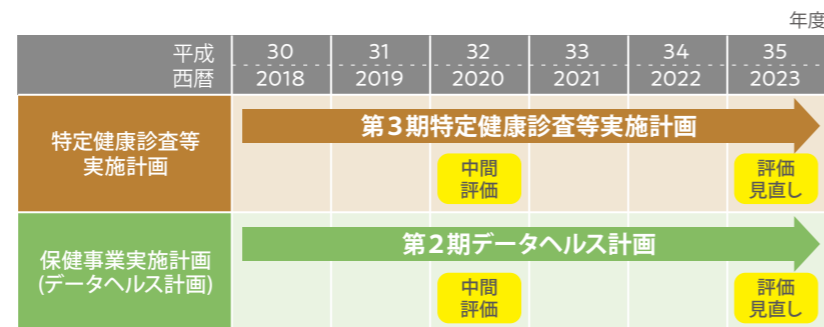 年度
平成 30 31 32 33 34 35
西暦 2018 2019 2020 2021 2022 2023
特定健康診査等
実施計画
第3期特定健康診査等実施計画
中間
評価
評価
見直し
保健事業実施計画
(データヘルス計画)
第2期データヘルス計画
中間
評価
評価
見直し